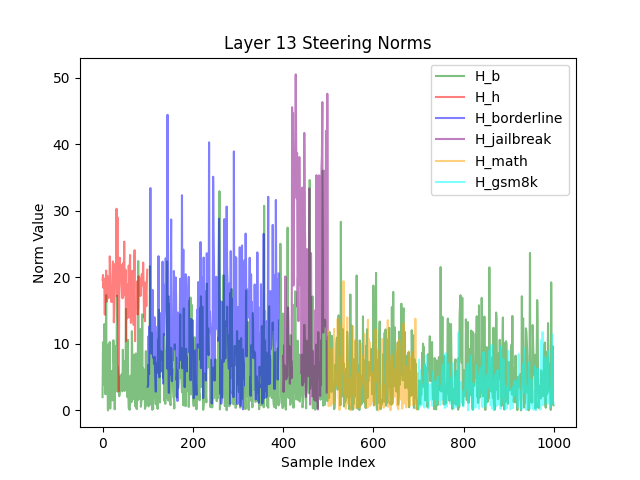 Layer 13 Steering Norms
H_b
H_h
H_borderline
H_jailbreak
H_math
H_gsm8k
Norm Value
50
40
30
20
10
0
0
200
400
600
800
1000
Sample Index